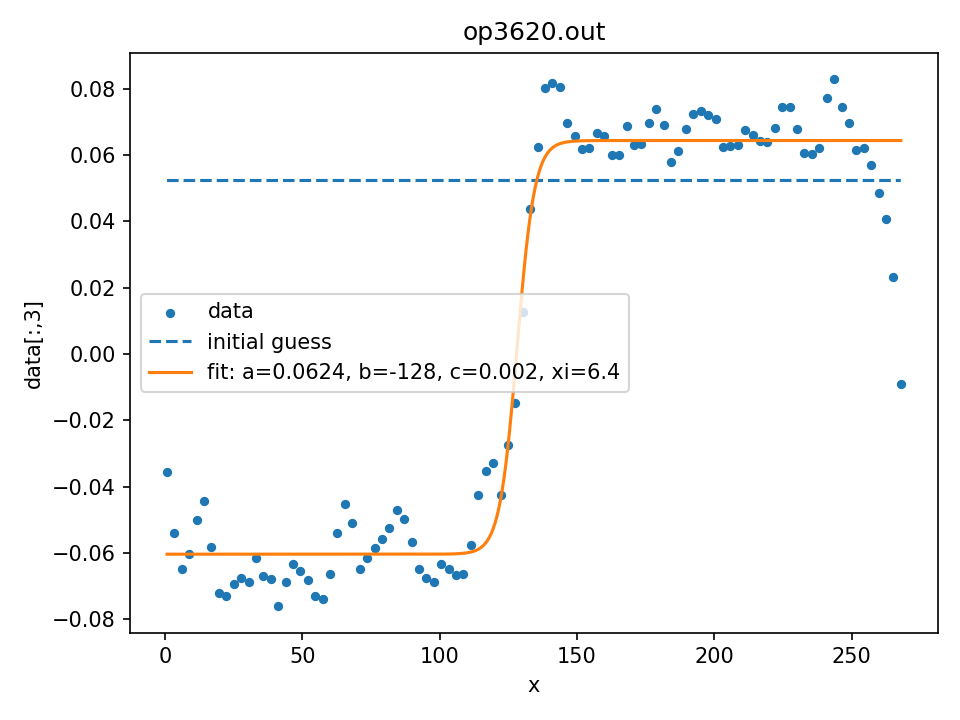 op3620.out
0.08
0.06
0.04
0.02
0.00
−0.02
−0.04
−0.06
−0.08
data[:,3]
data
initial guess
fit: a=0.0624, b=-128, c=0.002, xi=6.4
0 50 100 150 200 250
x